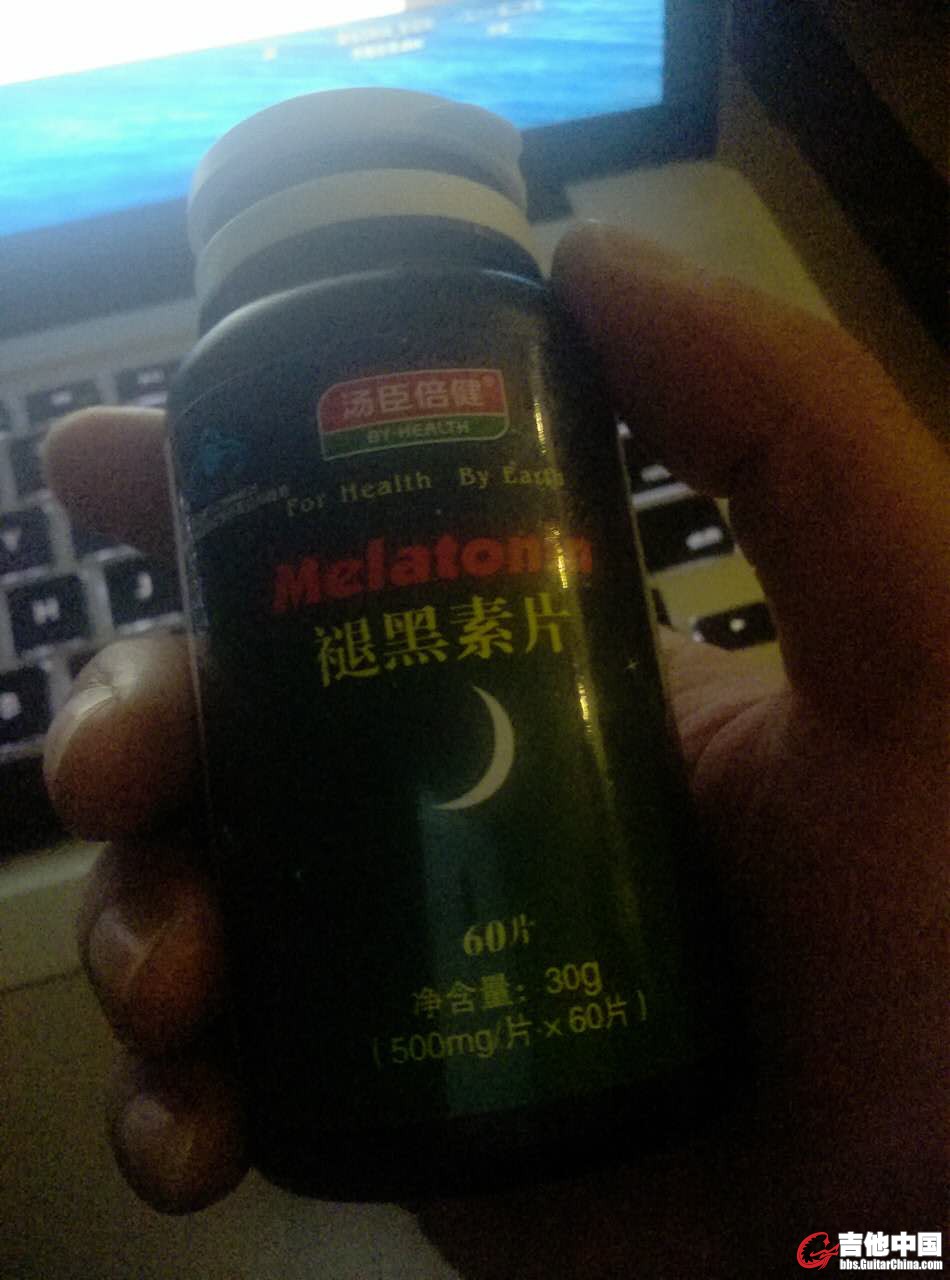 汤臣倍健®
BY-HEALTH
For Health By Earth
Melatonin
褪黑素片
60片
净含量：30g
(500mg/片×60片)
吉他中国
bbs.GuitarChina.com